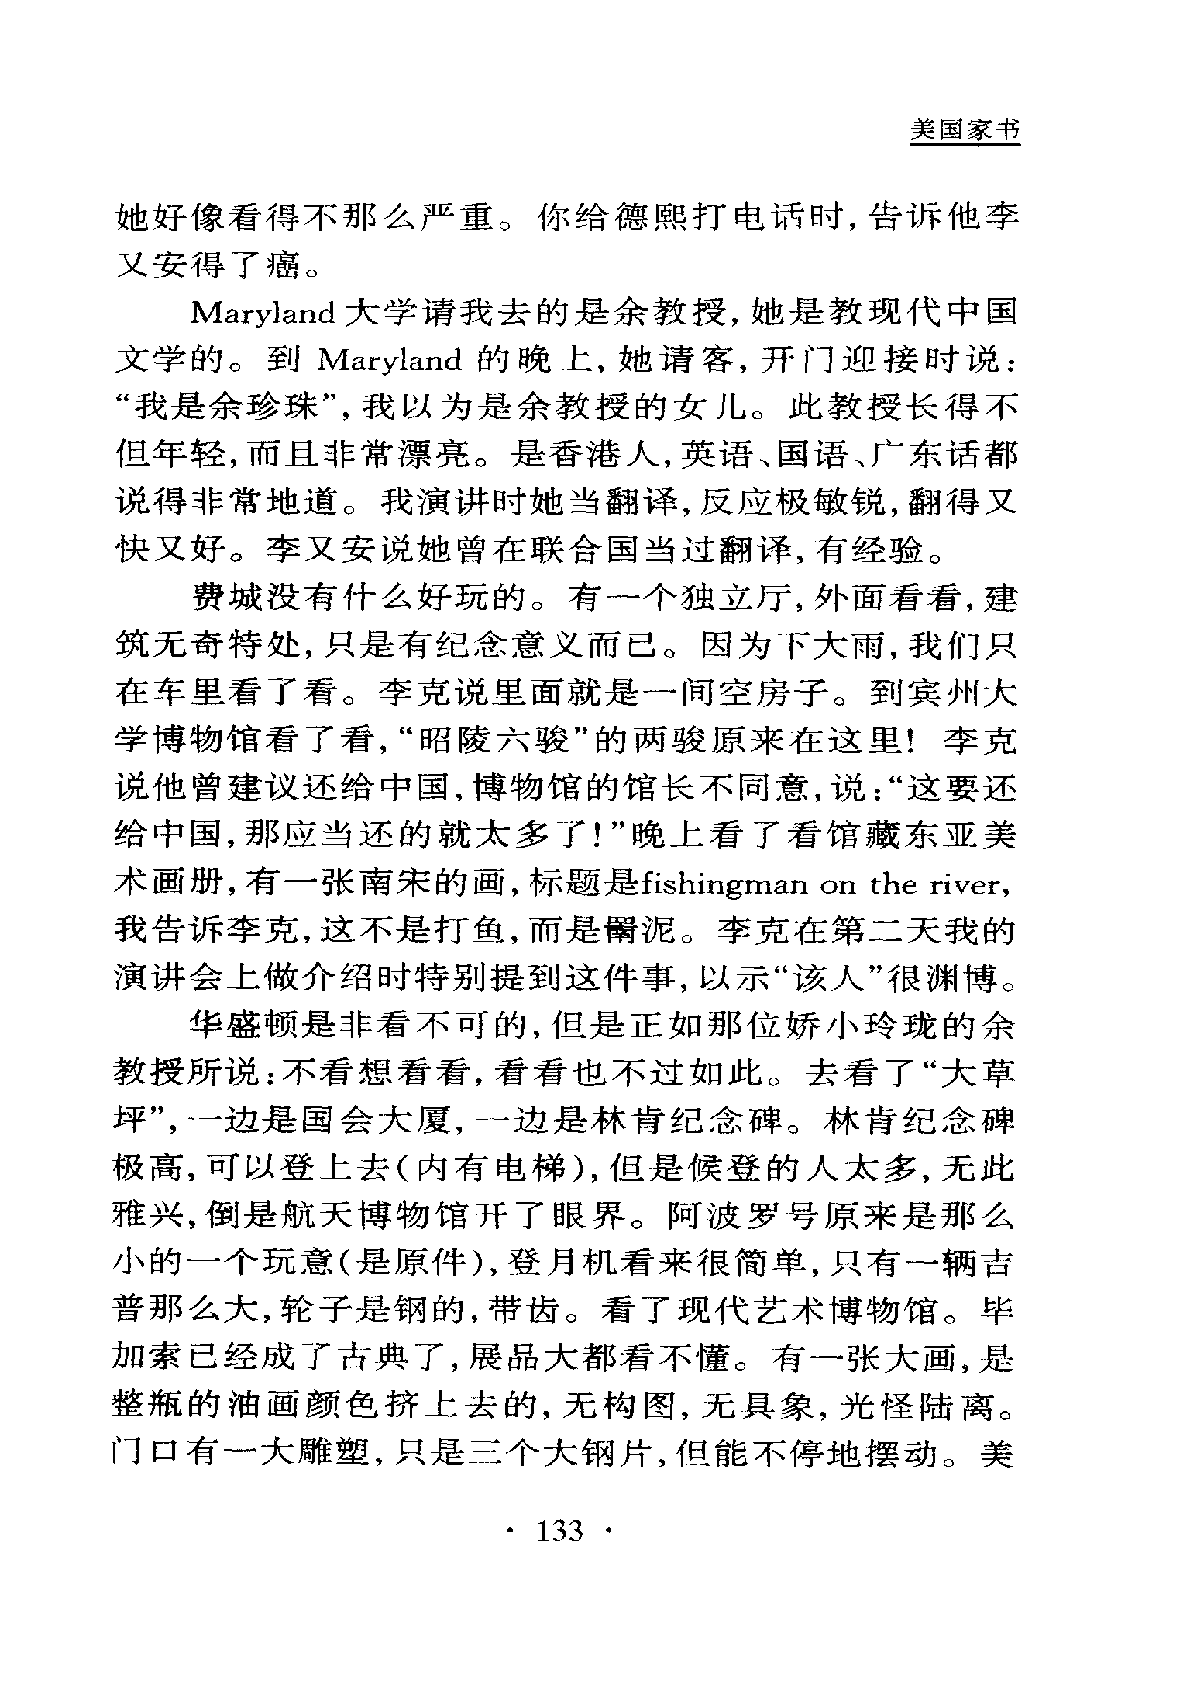 美国家书
她好像看得不那么严重。你给德熙打电话时,告诉他李
又安得了癌。
Maryland 大学请我去的是余教授,她是教现代中国
文学的。到 Maryland 的晚上,她请客,开门迎接时说:
“我是余珍珠”,我以为是余教授的女儿。此教授长得不
但年轻,而且非常漂亮。是香港人,英语、国语、广东话都
说得非常地道。我演讲时她当翻译,反应极敏锐,翻得又
快又好。李又安说她曾在联合国当过翻译,有经验。
费城没有什么好玩的。有一个独立厅,外面看看,建
筑无奇特处,只是有纪念意义而已。因为下大雨,我们只
在车里看了看。李克说里面就是一间空房子。到宾州大
学博物馆看了看,“昭陵六骏”的两骏原来在这里! 李克
说他曾建议还给中国,博物馆的馆长不同意,说:“这要还
给中国,那应当还的就太多了!”晚上看了看馆藏东亚美
术画册,有一张南宋的画,标题是fishingman on the river,
我告诉李克,这不是打鱼,而是罱泥。李克在第二天我的
演讲会上做介绍时特别提到这件事,以示“该人”很渊博。
华盛顿是非看不可的,但是正如那位娇小玲珑的余
教授所说:不看想看看,看看也不过如此。去看了“大草
坪”,一边是国会大厦,一边是林肯纪念碑。林肯纪念碑
极高,可以登上去(内有电梯),但是候登的人太多,无此
雅兴,倒是航天博物馆开了眼界。阿波罗号原来是那么
小的一个玩意(是原件),登月机看来很简单,只有一辆吉
普那么大,轮子是钢的,带齿。看了现代艺术博物馆。毕
加索已经成了古典了,展品大都看不懂。有一张大画,是
整瓶的油画颜色挤上去的,无构图,无具象,光怪陆离。
门口有一大雕塑,只是三个大钢片,但能不停地摆动。美
· 133 ·